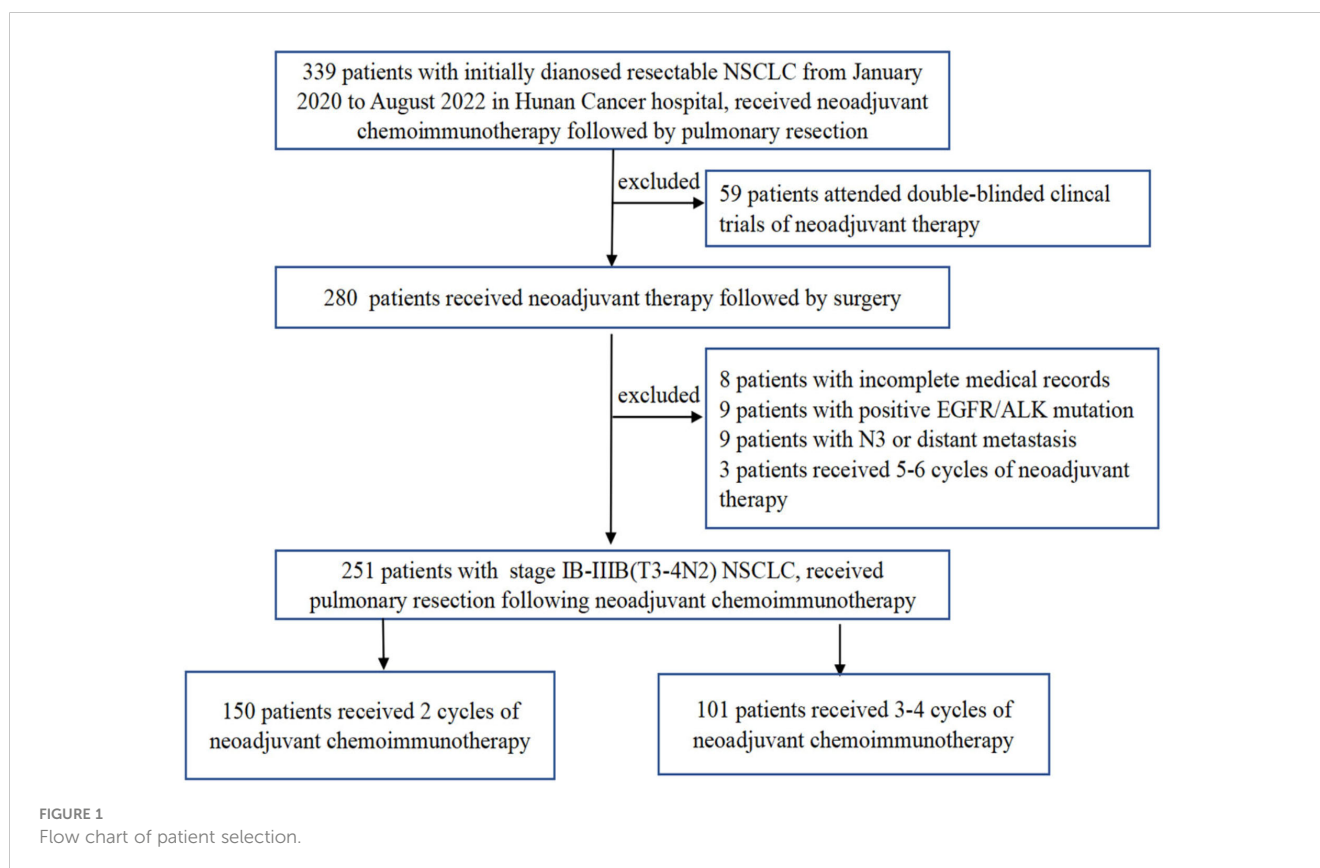 339 patients with initially dianosed resectable NSCLC from January
2020 to August 2022 in Hunan Cancer hospital, received neoadjuvant
chemoimmunotherapy followed by pulmonary resection
excluded
59 patients attended double-blinded clincal
trials of neoadjuvant therapy
280 patients received neoadjuvant therapy followed by surgery
excluded
8 patients with incomplete medical records
9 patients with positive EGFR/ALK mutation
9 patients with N3 or distant metastasis
3 patients received 5-6 cycles of neoadjuvant
therapy
251 patients with stage IB-IIIB(T3-4N2) NSCLC, received
pulmonary resection following neoadjuvant chemoimmunotherapy
150 patients received 2 cycles of
neoadjuvant chemoimmunotherapy
101 patients received 3-4 cycles of
neoadjuvant chemoimmunotherapy
FIGURE 1
Flow chart of patient selection.